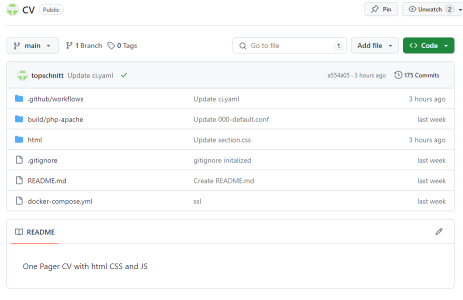 CV Public Pin Unwatch 2
main 1 Branch 0 Tags Go to file t Add file Code
topschnitt Update ci.yaml a554a05 · 3 hours ago 175 Commits
.github/workflows Update ci.yaml 3 hours ago
build/php-apache Update 000-default.conf last week
html Update section.css 3 hours ago
.gitignore gitignore initalized last week
README.md Create README.md last week
docker-compose.yml ssl last week
README
One Pager CV with html CSS and JS